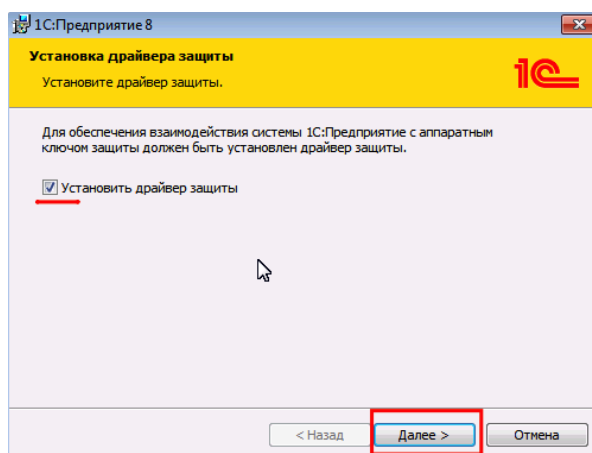 1С:Предприятие 8
Установка драйвера защиты
Установите драйвер защиты.
1С
Для обеспечения взаимодействия системы 1С:Предприятие с аппаратным
ключом защиты должен быть установлен драйвер защиты.
Установить драйвер защиты
< Назад
Далее >
Отмена